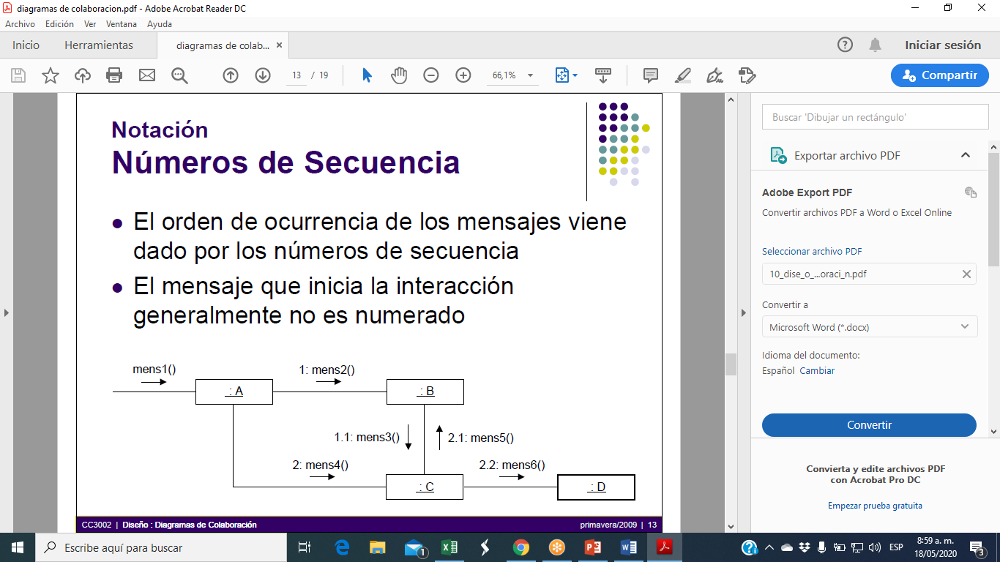 diagramas de colaboracion.pdf - Adobe Acrobat Reader DC
Archivo Edición Ver Ventana Ayuda
Inicio Herramientas diagramas de colab... Iniciar sesión
13 / 19 66,1% Compartir
Notación
Números de Secuencia
El orden de ocurrencia de los mensajes viene
dado por los números de secuencia
El mensaje que inicia la interacción
generalmente no es numerado
mens1() 1: mens2()
: A : B
1.1: mens3() 2.1: mens5()
2: mens4() 2.2: mens6()
: C : D
CC3002 | Diseño : Diagramas de Colaboración primavera/2009 | 13
Buscar 'Dibujar un rectángulo'
Exportar archivo PDF
Adobe Export PDF
Convertir archivos PDF a Word o Excel Online
Seleccionar archivo PDF
10_dise_o_...oraci_n.pdf
Convertir a
Microsoft Word (*.docx)
Idioma del documento:
Español Cambiar
Convertir
Convierta y edite archivos PDF
con Acrobat Pro DC
Empezar prueba gratuita
Escribe aquí para buscar
1
ESP
8:59 a. m.
18/05/2020
3